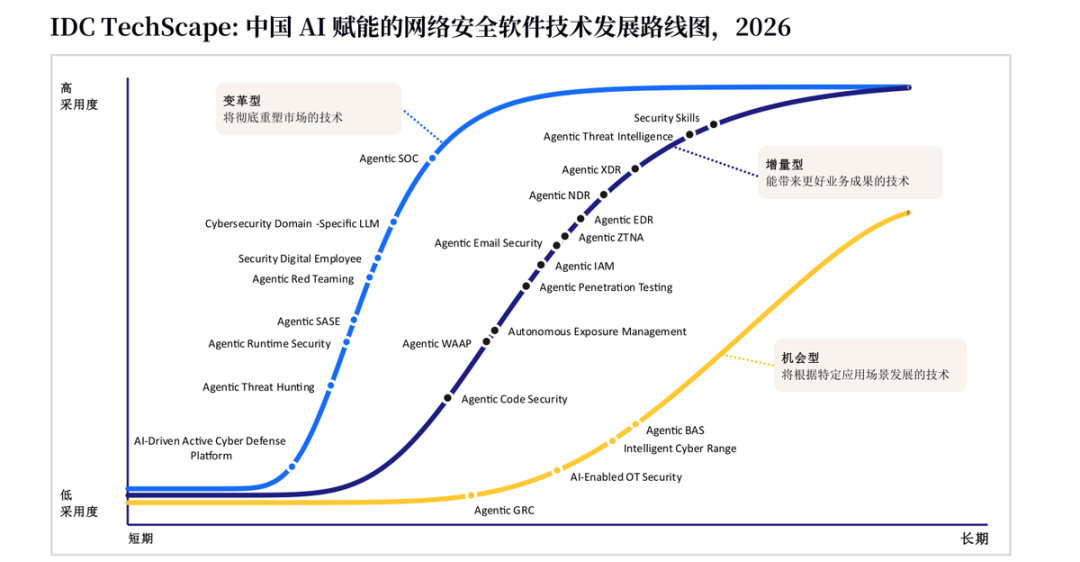 IDC TechScape: 中国 AI 赋能的网络安全软件技术发展路线图，2026
高
采用度
变革型
将彻底重塑市场的技术
Security Skills
Agentic Threat Intelligence
Agentic SOC
增量型
能带来更好业务成果的技术
Agentic XDR
Agentic NDR
Cybersecurity Domain -Specific LLM
Agentic EDR
Agentic ZTNA
Agentic Email Security
Security Digital Employee
Agentic IAM
Agentic Red Teaming
Agentic Penetration Testing
Agentic SASE
Autonomous Exposure Management
Agentic Runtime Security
Agentic WAAP
机会型
将根据特定应用场景发展的技术
Agentic Threat Hunting
Agentic Code Security
Agentic BAS
AI-Driven Active Cyber Defense
Platform
Intelligent Cyber Range
AI-Enabled OT Security
低
采用度
Agentic GRC
短期
长期